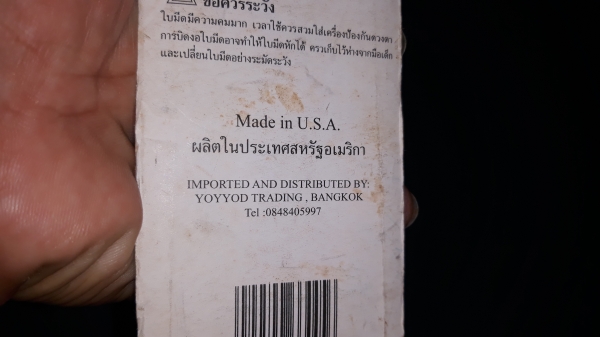 ข้อควรระวัง
ใบมีดมีความคมมาก เวลาใช้ควรสวมใส่เครื่องป้องกันดวงตา
การบิดงอใบมีดอาจทำให้ใบมีดหักได้ ควรเก็บไว้ห่างจากมือเด็ก
และเปลี่ยนใบมีดอย่างระมัดระวัง
Made in U.S.A.
ผลิตในประเทศสหรัฐอเมริกา
IMPORTED AND DISTRIBUTED BY:
YOYYOD TRADING , BANGKOK
Tel :0848405997